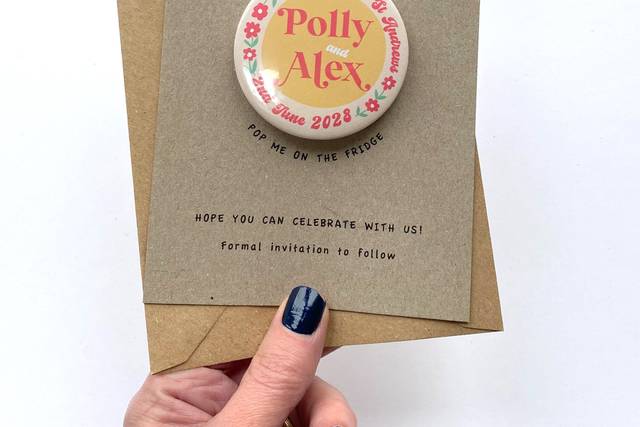 Polly
and
Alex
St Andrews
2nd June 2028
POP ME ON THE FRIDGE
HOPE YOU CAN CELEBRATE WITH US!
Formal invitation to follow